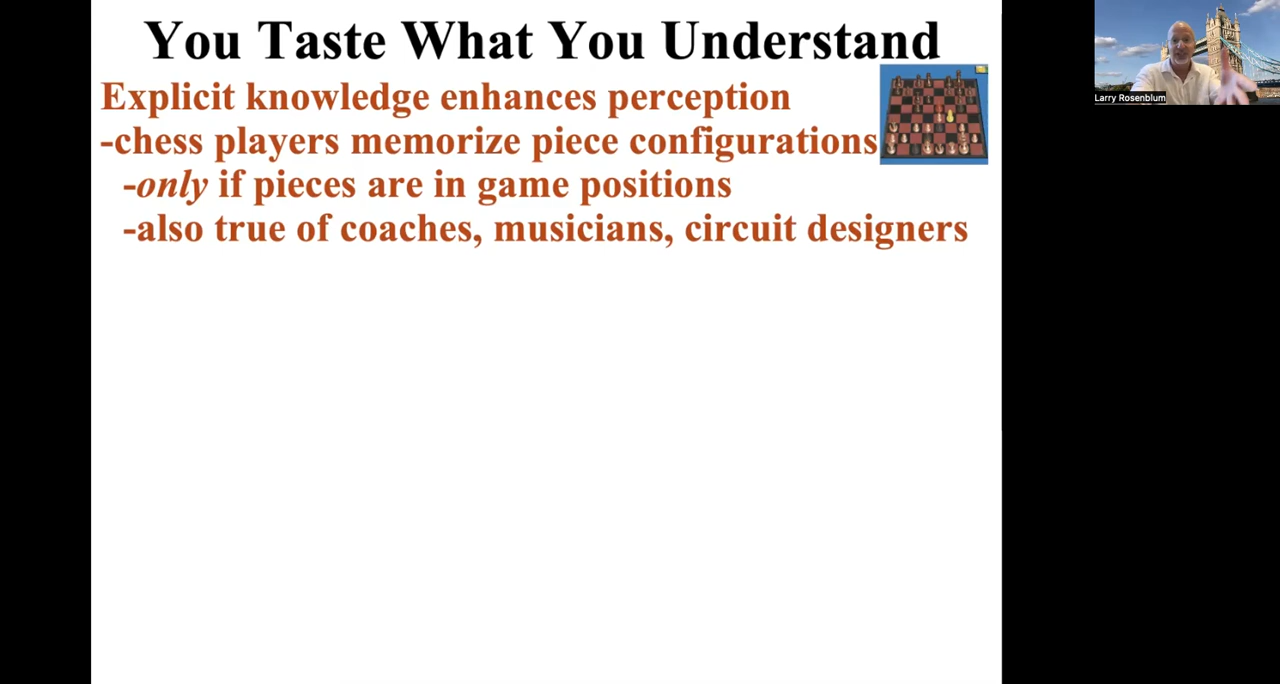 You Taste What You Understand
Explicit knowledge enhances perception
-chess players memorize piece configurations
-only if pieces are in game positions
-also true of coaches, musicians, circuit designers
Larry Rosenblum